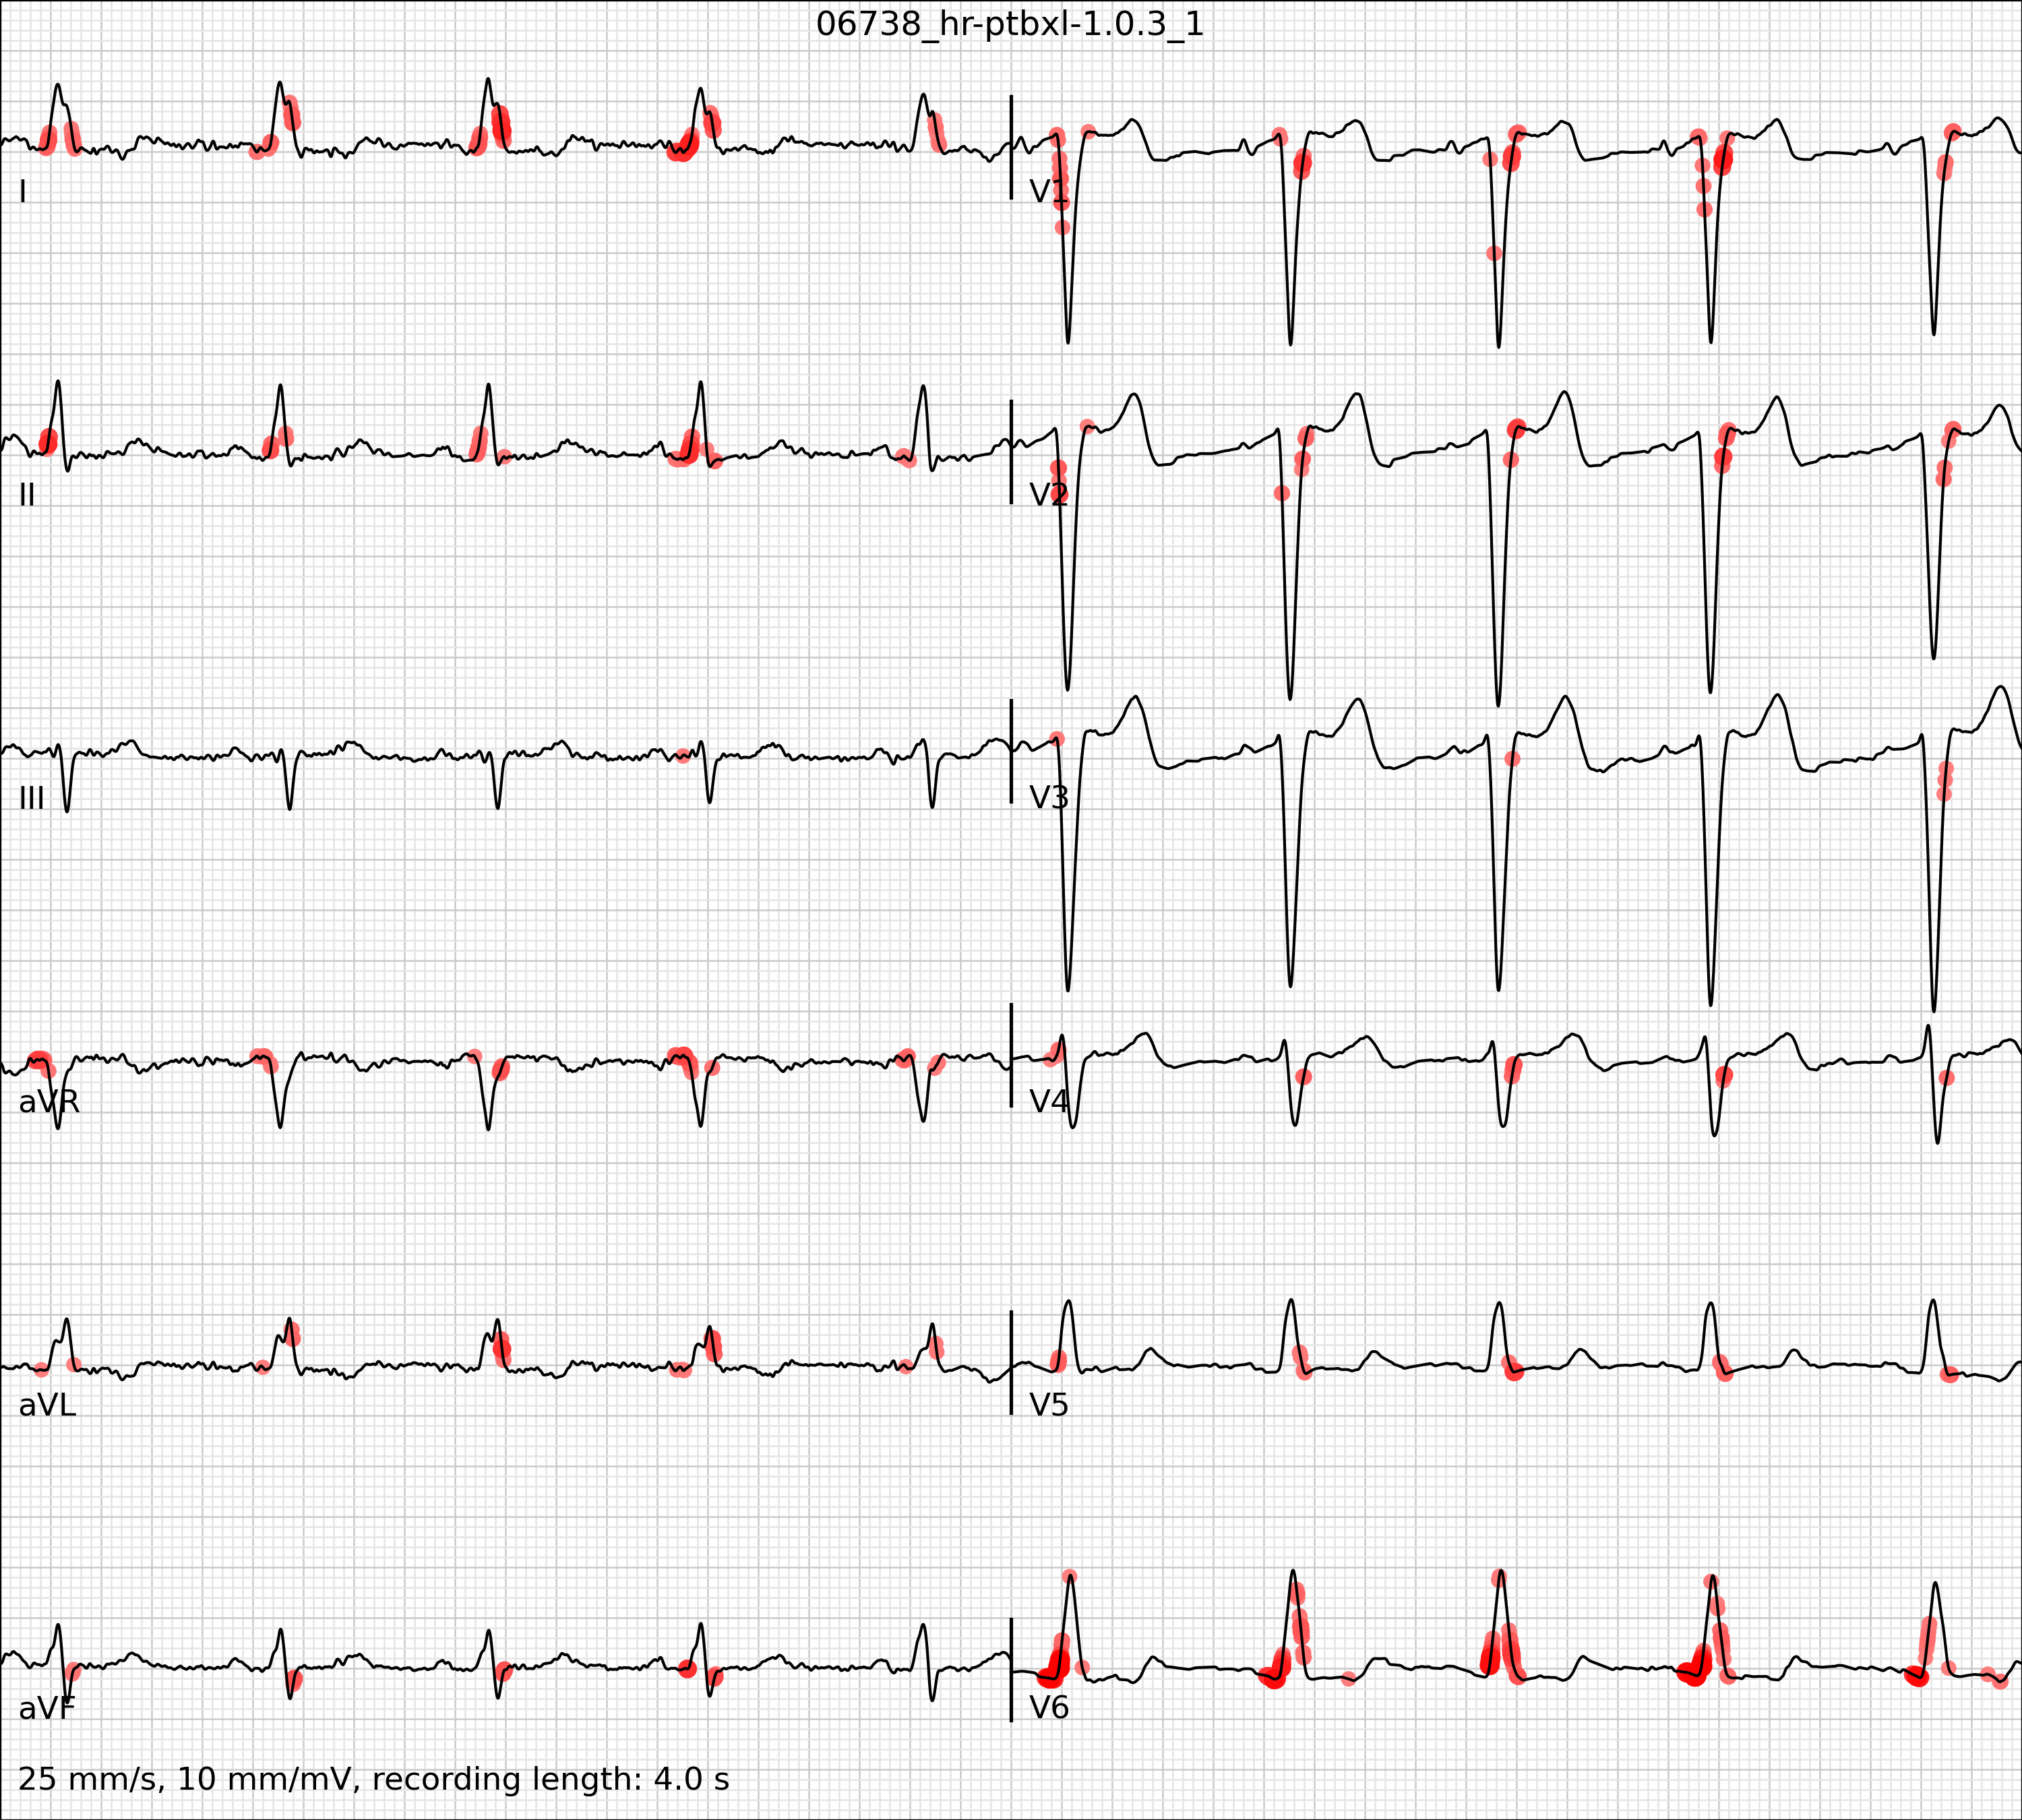 06738_hr-ptbxl-1.0.3_1
I
V1
II
V2
III
V3
aVR
V4
aVL
V5
aVF
V6
25 mm/s, 10 mm/mV, recording length: 4.0 s